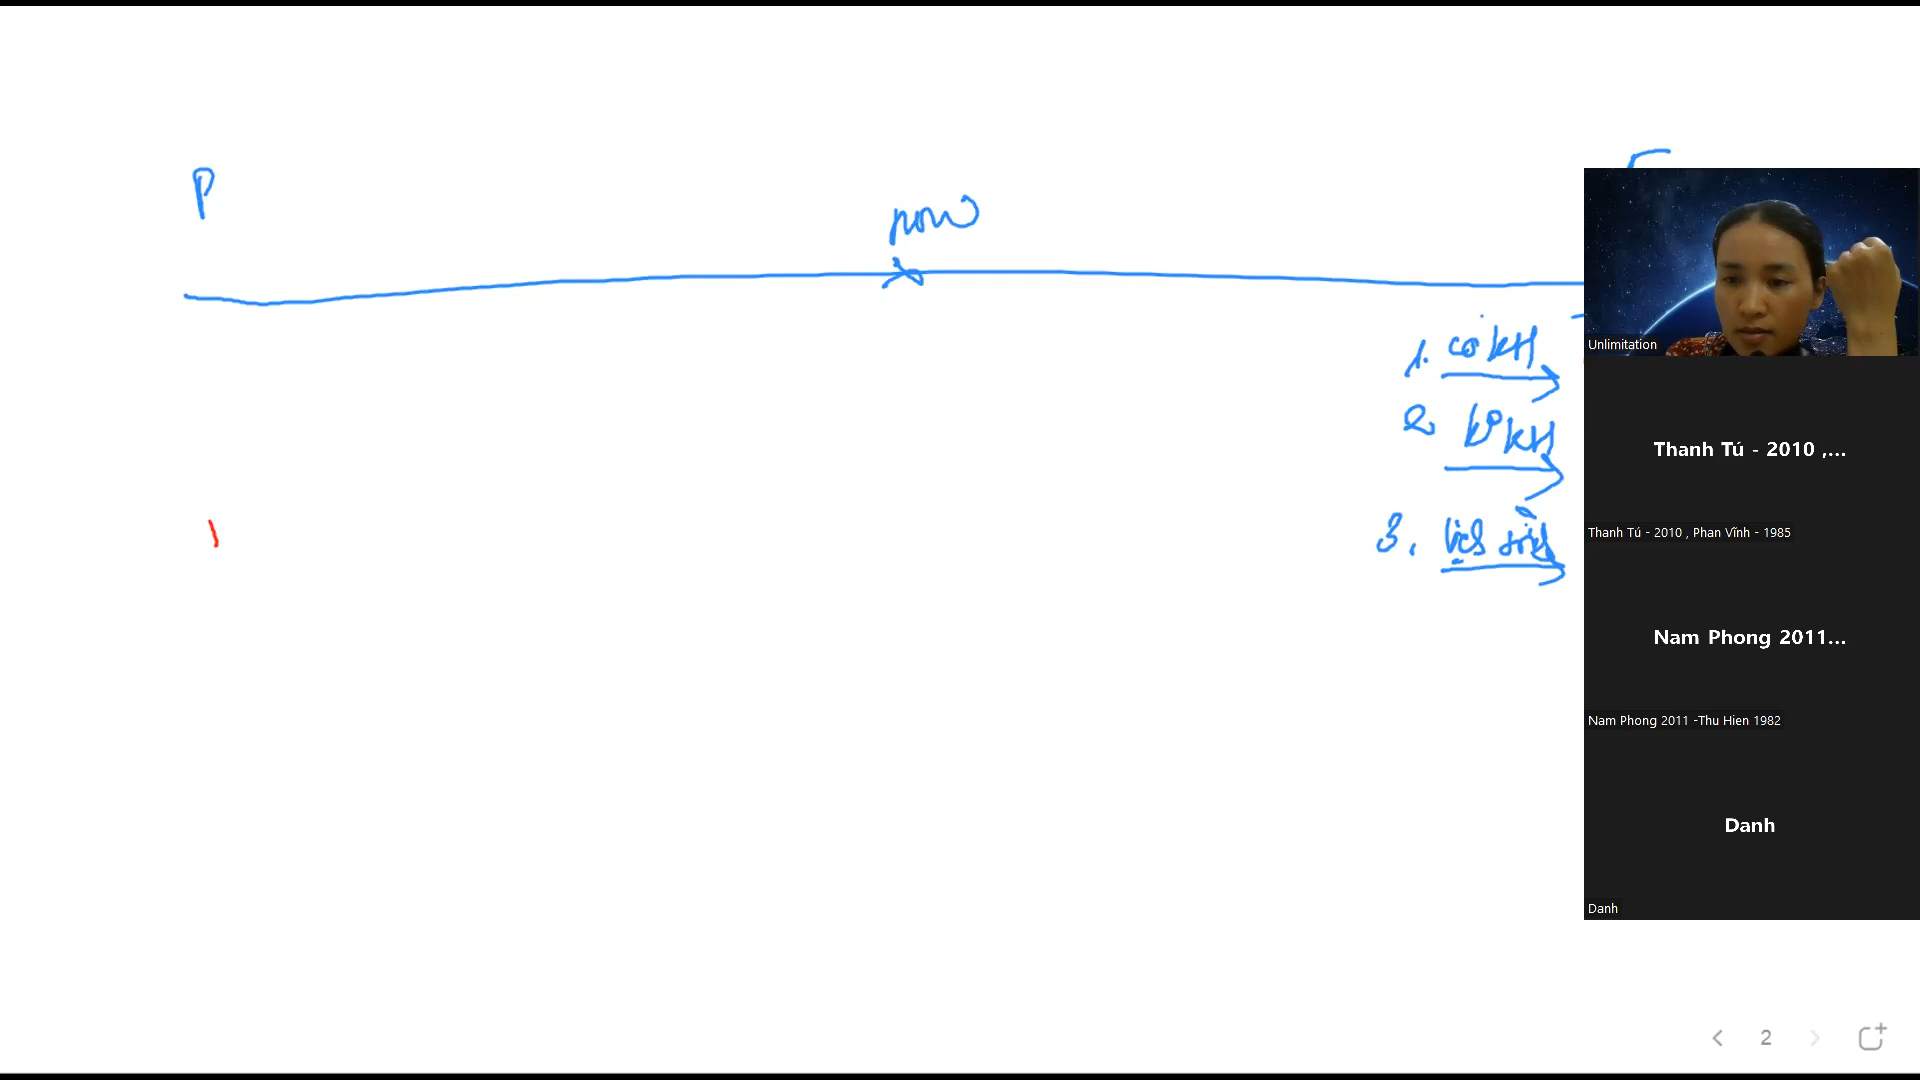 P
now
1. có KH
2. k° KH
3. lịch
Unlimitation
Thanh Tú - 2010 ,...
Thanh Tú - 2010 , Phan Vĩnh - 1985
Nam Phong 2011...
Nam Phong 2011 -Thu Hien 1982
Danh
Danh
2